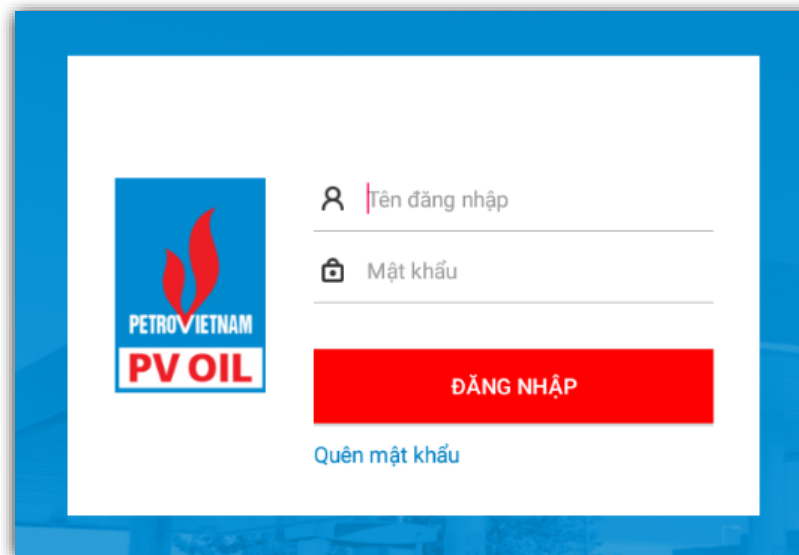 Tên đăng nhập
Mật khẩu
PETROVIETNAM
PV OIL
ĐĂNG NHẬP
Quên mật khẩu